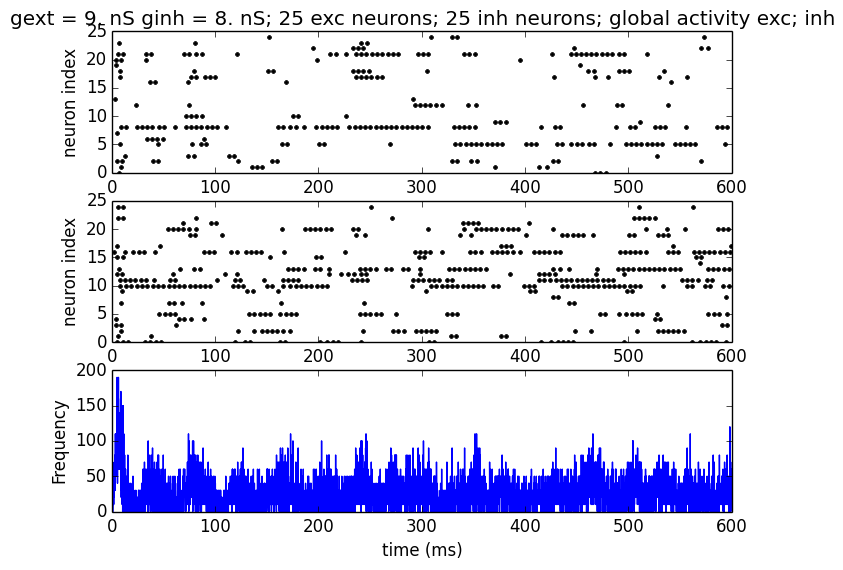 gext = 9. nS ginh = 8. nS; 25 exc neurons; 25 inh neurons; global activity exc; inh
25
20
15
10
5
0
neuron index
0 100 200 300 400 500 600
25
20
15
10
5
0
neuron index
0 100 200 300 400 500 600
200
150
100
50
0
Frequency
0 100 200 300 400 500 600
time (ms)